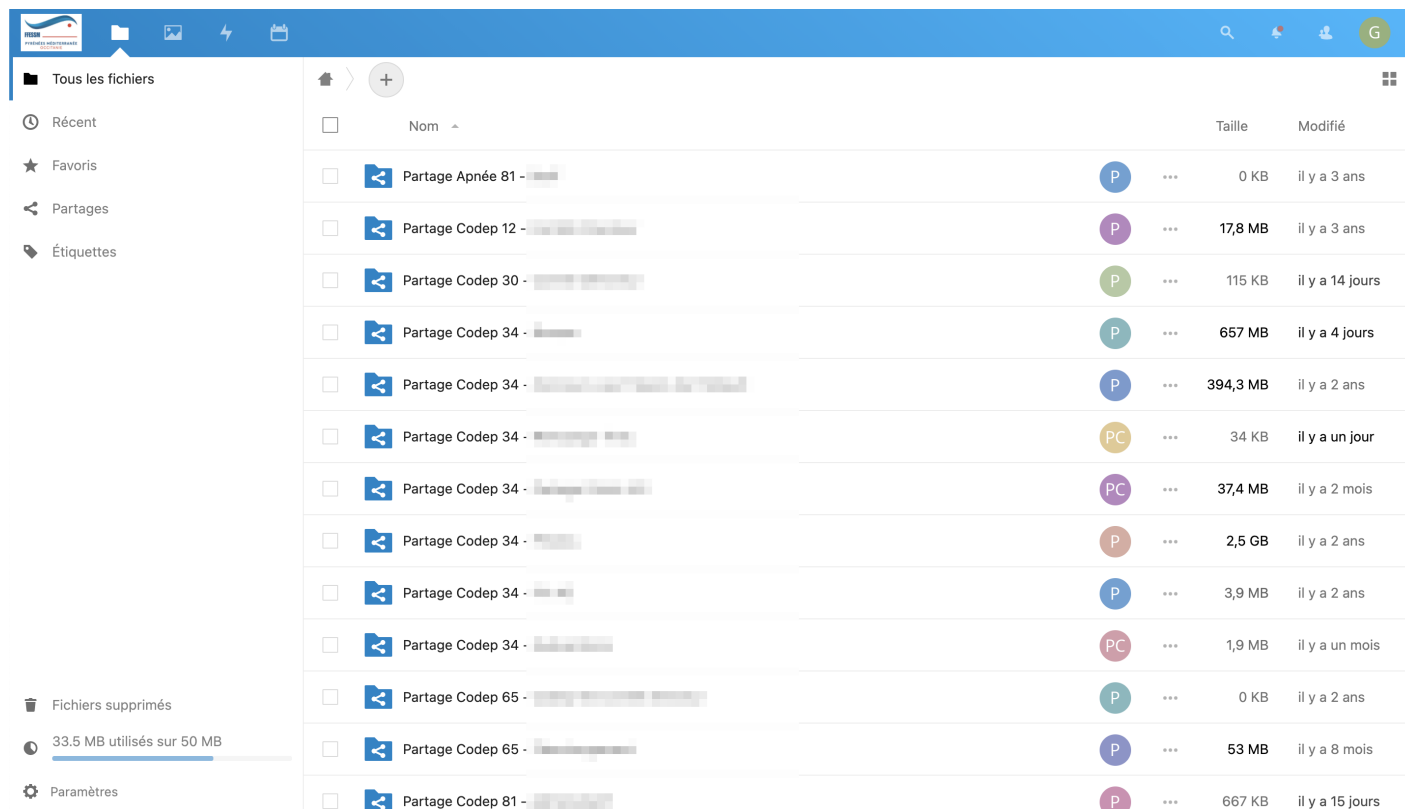 FFESSM
PYRÉNÉES MÉDITERRANÉE
OCCITANIE
G
Tous les fichiers
Récent
Favoris
Partages
Étiquettes
Fichiers supprimés
33.5 MB utilisés sur 50 MB
Paramètres
+
Nom Taille Modifié
Partage Apnée 81 - P ••• 0 KB il y a 3 ans
Partage Codep 12 - P ••• 17,8 MB il y a 3 ans
Partage Codep 30 - P ••• 115 KB il y a 14 jours
Partage Codep 34 - P ••• 657 MB il y a 4 jours
Partage Codep 34 - P ••• 394,3 MB il y a 2 ans
Partage Codep 34 - PC ••• 34 KB il y a un jour
Partage Codep 34 - PC ••• 37,4 MB il y a 2 mois
Partage Codep 34 - P ••• 2,5 GB il y a 2 ans
Partage Codep 34 - P ••• 3,9 MB il y a 2 ans
Partage Codep 34 - PC ••• 1,9 MB il y a un mois
Partage Codep 65 - P ••• 0 KB il y a 2 ans
Partage Codep 65 - P ••• 53 MB il y a 8 mois
Partage Codep 81 - P ••• 667 KB il y a 15 jours